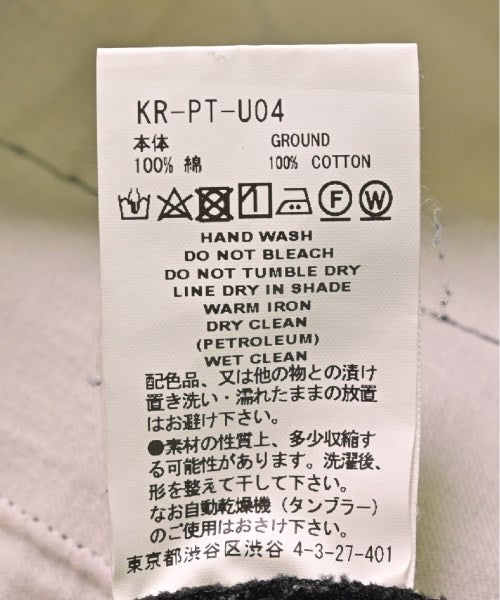 KR-PT-U04
本体 GROUND
100% 綿 100% COTTON
F W
HAND WASH
DO NOT BLEACH
DO NOT TUMBLE DRY
LINE DRY IN SHADE
WARM IRON
DRY CLEAN
(PETROLEUM)
WET CLEAN
配色品、又は他の物との漬け
置き洗い・濡れたままの放置
はお避け下さい。
●素材の性質上、多少収縮す
る可能性があります。洗濯後、
形を整えて干して下さい。
なお自動乾燥機（タンブラー）
のご使用はおさけ下さい。
東京都渋谷区渋谷 4-3-27-401